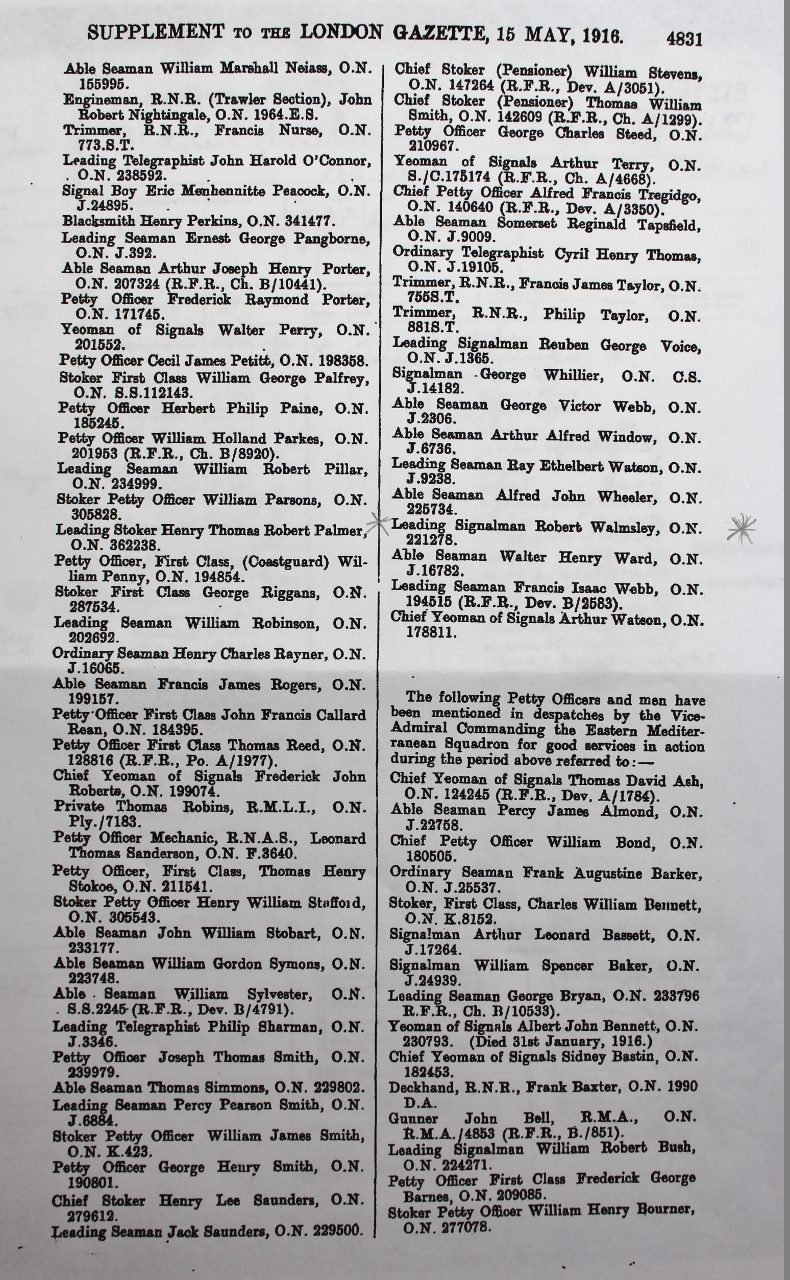 SUPPLEMENT TO THE LONDON GAZETTE, 15 MAY, 1916. 4831
Able Seaman William Marshall Neiass, O.N.
155995.
Engineman, R.N.R. (Trawler Section), John
Robert Nightingale, O.N. 1964.E.S.
Trimmer, R.N.R., Francis Nurse, O.N.
773.S.T.
Leading Telegraphist John Harold O'Connor,
O.N. 238592.
Signal Boy Eric Menhennitte Peacock, O.N.
J.24895.
Blacksmith Henry Perkins, O.N. 341477.
Leading Seaman Ernest George Pangborne,
O.N. J.392.
Able Seaman Arthur Joseph Henry Porter,
O.N. 207324 (R.F.R., Ch. B/10441).
Petty Officer Frederick Raymond Porter,
O.N. 171745.
Yeoman of Signals Walter Perry, O.N.
201552.
Petty Officer Cecil James Petitt, O.N. 198358.
Stoker First Class William George Palfrey,
O.N. S.S.112143.
Petty Officer Herbert Philip Paine, O.N.
185245.
Petty Officer William Holland Parkes, O.N.
201953 (R.F.R., Ch. B/8920).
Leading Seaman William Robert Pillar,
O.N. 234999.
Stoker Petty Officer William Parsons, O.N.
305828.
Leading Stoker Henry Thomas Robert Palmer,
O.N. 362238.
Petty Officer, First Class, (Coastguard) Wil-
liam Penny, O.N. 194854.
Stoker First Class George Riggans, O.N.
287534.
Leading Seaman William Robinson, O.N.
202692.
Ordinary Seaman Henry Charles Rayner, O.N.
J.16065.
Able Seaman Francis James Rogers, O.N.
199157.
Petty Officer First Class John Francis Callard
Rean, O.N. 184395.
Petty Officer First Class Thomas Reed, O.N.
128816 (R.F.R., Po. A/1977).
Chief Yeoman of Signals Frederick John
Roberts, O.N. 199074.
Private Thomas Robins, R.M.L.I., O.N.
Ply./7183.
Petty Officer Mechanic, R.N.A.S., Leonard
Thomas Sanderson, O.N. F.3640.
Petty Officer, First Class, Thomas Henry
Stokoe, O.N. 211541.
Stoker Petty Officer Henry William Stafford,
O.N. 305543.
Able Seaman John William Stobart, O.N.
233177.
Able Seaman William Gordon Symons, O.N.
223748.
Able Seaman William Sylvester, O.N.
S.S.2245 (R.F.R., Dev. B/4791).
Leading Telegraphist Philip Sharman, O.N.
J.3346.
Petty Officer Joseph Thomas Smith, O.N.
239979.
Able Seaman Thomas Simmons, O.N. 229802.
Leading Seaman Percy Pearson Smith, O.N.
J.6884.
Stoker Petty Officer William James Smith,
O.N. K.423.
Petty Officer George Henry Smith, O.N.
190801.
Chief Stoker Henry Lee Saunders, O.N.
279612.
Leading Seaman Jack Saunders, O.N. 229500.
Chief Stoker (Pensioner) William Stevens,
O.N. 147264 (R.F.R., Dev. A/3051).
Chief Stoker (Pensioner) Thomas William
Smith, O.N. 142609 (R.F.R., Ch. A/1299).
Petty Officer George Charles Steed, O.N.
210967.
Yeoman of Signals Arthur Terry, O.N.
S./C.175174 (R.F.R., Ch. A/4668).
Chief Petty Officer Alfred Francis Tregidgo,
O.N. 140640 (R.F.R., Dev. A/3350).
Able Seaman Somerset Reginald Tapsfield,
O.N. J.9009.
Ordinary Telegraphist Cyril Henry Thomas,
O.N. J.19105.
Trimmer, R.N.R., Francis James Taylor, O.N.
755S.T.
Trimmer, R.N.R., Philip Taylor, O.N.
881S.T.
Leading Signalman Reuben George Voice,
O.N. J.1365.
Signalman George Whillier, O.N. C.S.
J.14182.
Able Seaman George Victor Webb, O.N.
J.2306.
Able Seaman Arthur Alfred Window, O.N.
J.6736.
Leading Seaman Ray Ethelbert Watson, O.N.
J.9238.
Able Seaman Alfred John Wheeler, O.N.
225734.
Leading Signalman Robert Walmsley, O.N.
221278.
Able Seaman Walter Henry Ward, O.N.
J.16782.
Leading Seaman Francis Isaac Webb, O.N.
194515 (R.F.R., Dev. B/2583).
Chief Yeoman of Signals Arthur Watson, O.N.
178811.
The following Petty Officers and men have
been mentioned in despatches by the Vice-
Admiral Commanding the Eastern Mediter-
ranean Squadron for good services in action
during the period above referred to:—
Chief Yeoman of Signals Thomas David Ash,
O.N. 124245 (R.F.R., Dev. A/1784).
Able Seaman Percy James Almond, O.N.
J.22758.
Chief Petty Officer William Bond, O.N.
180505.
Ordinary Seaman Frank Augustine Barker,
O.N. J.25537.
Stoker, First Class, Charles William Bennett,
O.N. K.8152.
Signalman Arthur Leonard Bassett, O.N.
J.17264.
Signalman William Spencer Baker, O.N.
J.24939.
Leading Seaman George Bryan, O.N. 233796
R.F.R., Ch. B/10533).
Yeoman of Signals Albert John Bennett, O.N.
230793. (Died 31st January, 1916.)
Chief Yeoman of Signals Sidney Bastin, O.N.
182453.
Deckhand, R.N.R., Frank Baxter, O.N. 1990
D.A.
Gunner John Bell, R.M.A., O.N.
R.M.A./4853 (R.F.R., B./851).
Leading Signalman William Robert Bush,
O.N. 224271.
Petty Officer First Class Frederick George
Barnes, O.N. 209085.
Stoker Petty Officer William Henry Bourner,
O.N. 277078.